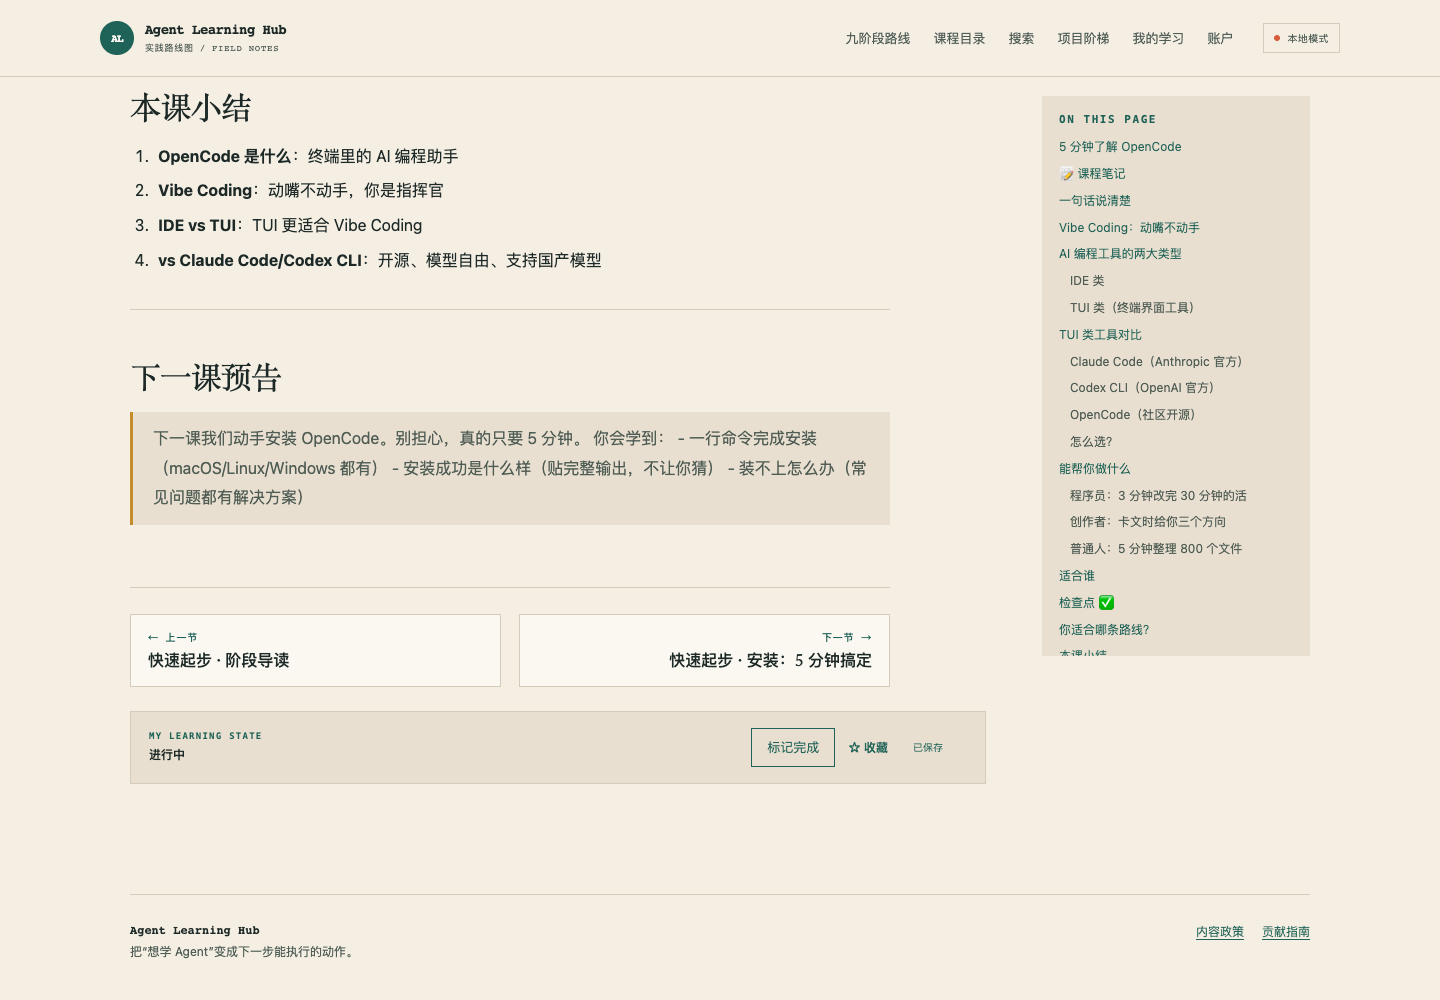 AL
Agent Learning Hub
实践路线图 / FIELD NOTES
九阶段路线
课程目录
搜索
项目阶梯
我的学习
账户
本地模式
本课小结
1. OpenCode 是什么：终端里的 AI 编程助手
2. Vibe Coding：动嘴不动手，你是指挥官
3. IDE vs TUI：TUI 更适合 Vibe Coding
4. vs Claude Code/Codex CLI：开源、模型自由、支持国产模型
下一课预告
下一课我们动手安装 OpenCode。别担心，真的只要 5 分钟。 你会学到： - 一行命令完成安装
（macOS/Linux/Windows 都有） - 安装成功是什么样（贴完整输出，不让你猜） - 装不上怎么办（常
见问题都有解决方案）
← 上一节
快速起步 · 阶段导读
下一节 →
快速起步 · 安装：5 分钟搞定
MY LEARNING STATE
进行中
标记完成
☆ 收藏
已保存
ON THIS PAGE
5 分钟了解 OpenCode
📝 课程笔记
一句话说清楚
Vibe Coding：动嘴不动手
AI 编程工具的两大类型
IDE 类
TUI 类（终端界面工具）
TUI 类工具对比
Claude Code（Anthropic 官方）
Codex CLI（OpenAI 官方）
OpenCode（社区开源）
怎么选？
能帮你做什么
程序员：3 分钟改完 30 分钟的活
创作者：卡文时给你三个方向
普通人：5 分钟整理 800 个文件
适合谁
检查点 ✅
你适合哪条路线？
本课小结
Agent Learning Hub
把“想学 Agent”变成下一步能执行的动作。
内容政策
贡献指南